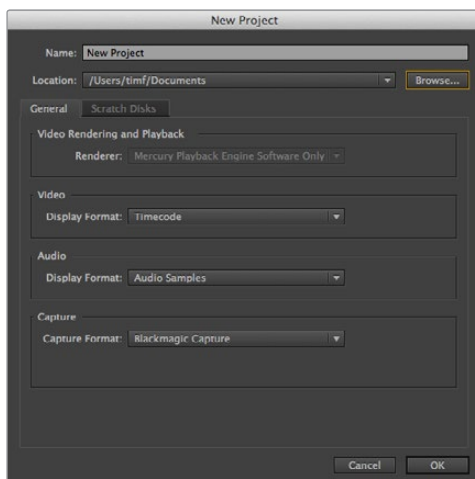 New Project
Name: New Project
Location: /Users/timf/Documents Browse...
General Scratch Disks
Video Rendering and Playback
Renderer: Mercury Playback Engine Software Only
Video
Display Format: Timecode
Audio
Display Format: Audio Samples
Capture
Capture Format: Blackmagic Capture
Cancel OK